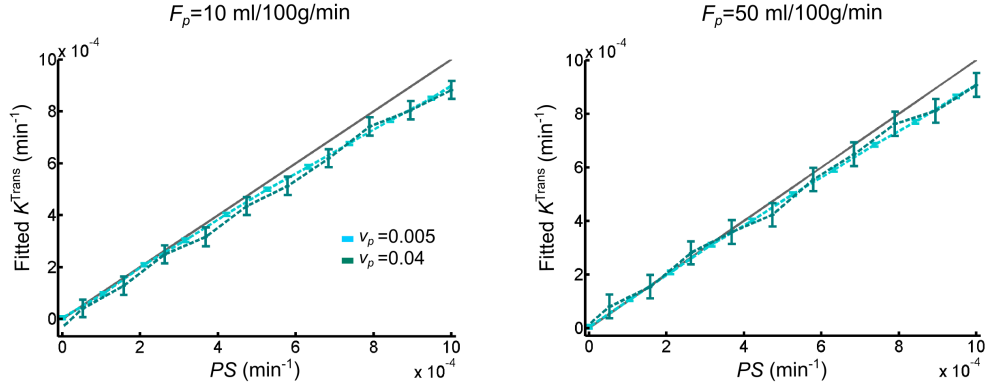 Fp=10 ml/100g/min
x 10-4
10
8
6
4
2
0
Fitted KTrans (min-1)
vp=0.005
vp=0.04
0 2 4 6 8 10
PS (min-1) x 10-4
Fp=50 ml/100g/min
x 10-4
10
8
6
4
2
0
Fitted KTrans (min-1)
0 2 4 6 8 10
PS (min-1) x 10-4